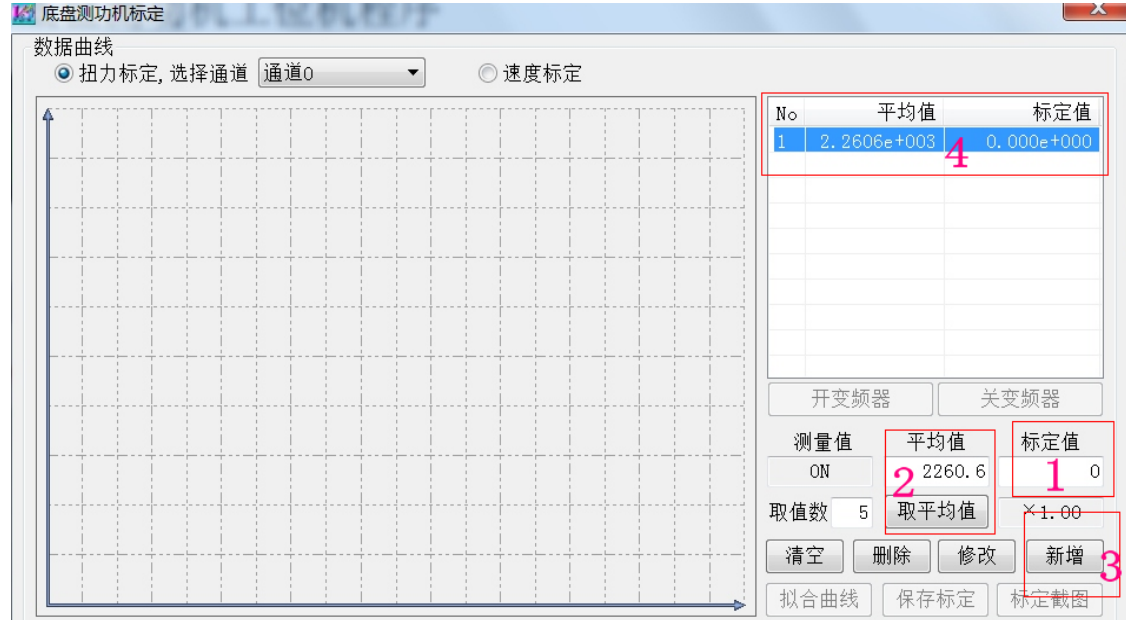 底盘测功机标定
数据曲线
扭力标定, 选择通道 通道0 速度标定
No 平均值 标定值
1 2.2606e+003 0.000e+000
4
开变频器 关变频器
测量值 平均值 标定值
0N 2260.6 0
2 1
取值数 5 取平均值 ×1.00
清空 删除 修改 新增
3
拟合曲线 保存标定 标定截图